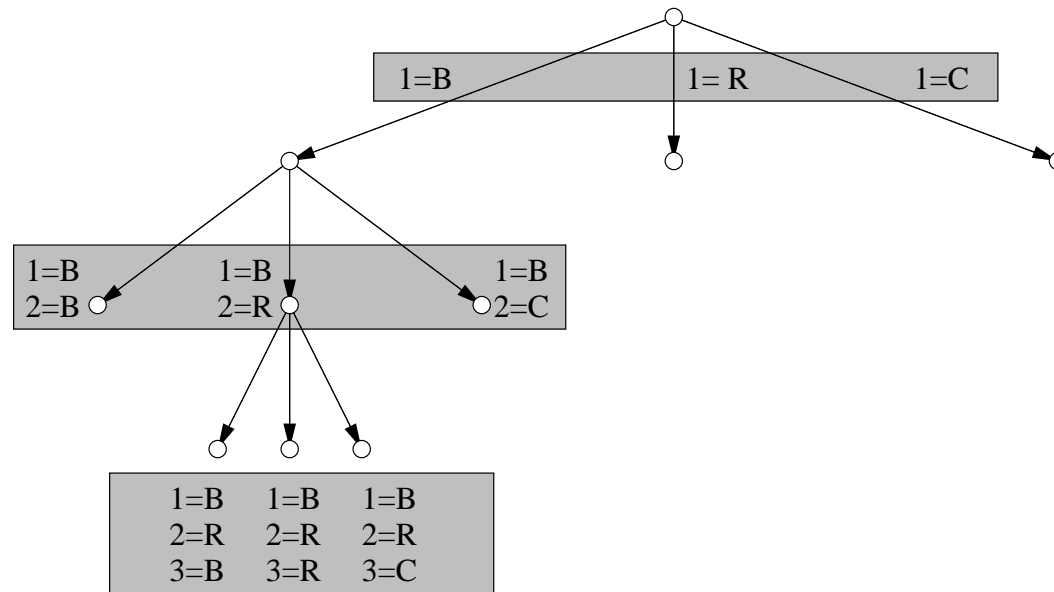 1=B 1= R 1=C
1=B 1=B 1=B
2=B 2=R 2=C
1=B 1=B 1=B
2=R 2=R 2=R
3=B 3=R 3=C